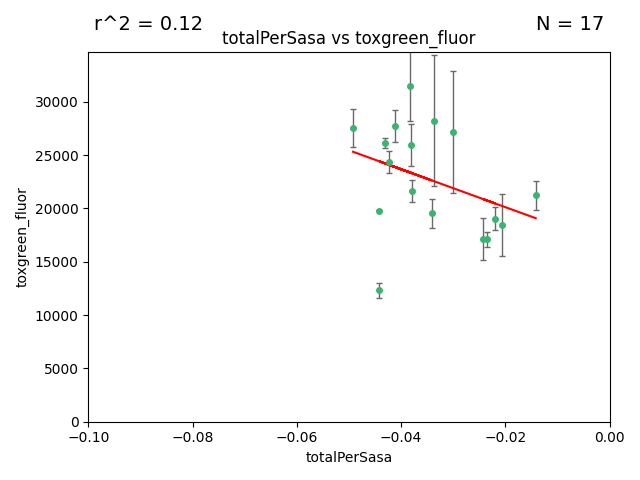 r^2 = 0.12
N = 17
totalPerSasa vs toxgreen_fluor
30000
25000
20000
15000
10000
5000
0
toxgreen_fluor
−0.10
−0.08
−0.06
−0.04
−0.02
0.00
totalPerSasa